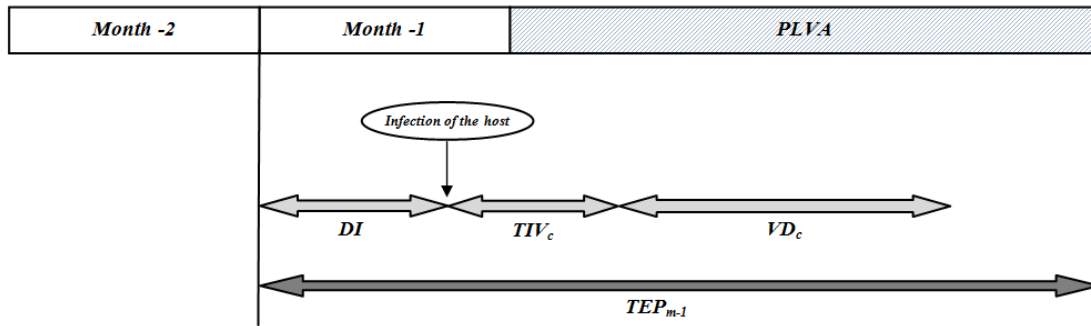 Month -2
Month -1
PLVA
Infection of the host
DI
TIVc
VDc
TEPm-1